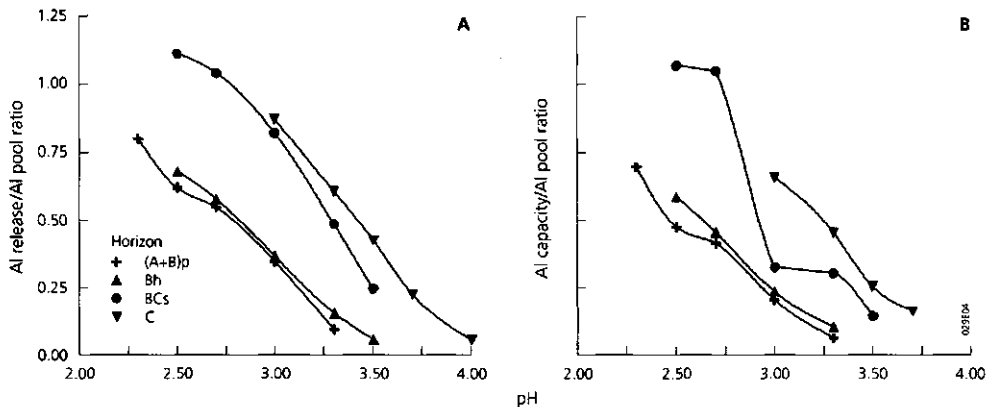 A
Al release/Al pool ratio
1.25
1.00
0.75
0.50
0.25
0.00
Horizon
(A+B)p
Bh
BCs
C
2.00 2.50 3.00 3.50 4.00
B
Al capacity/Al pool ratio
029E04
2.00 2.50 3.00 3.50 4.00
pH